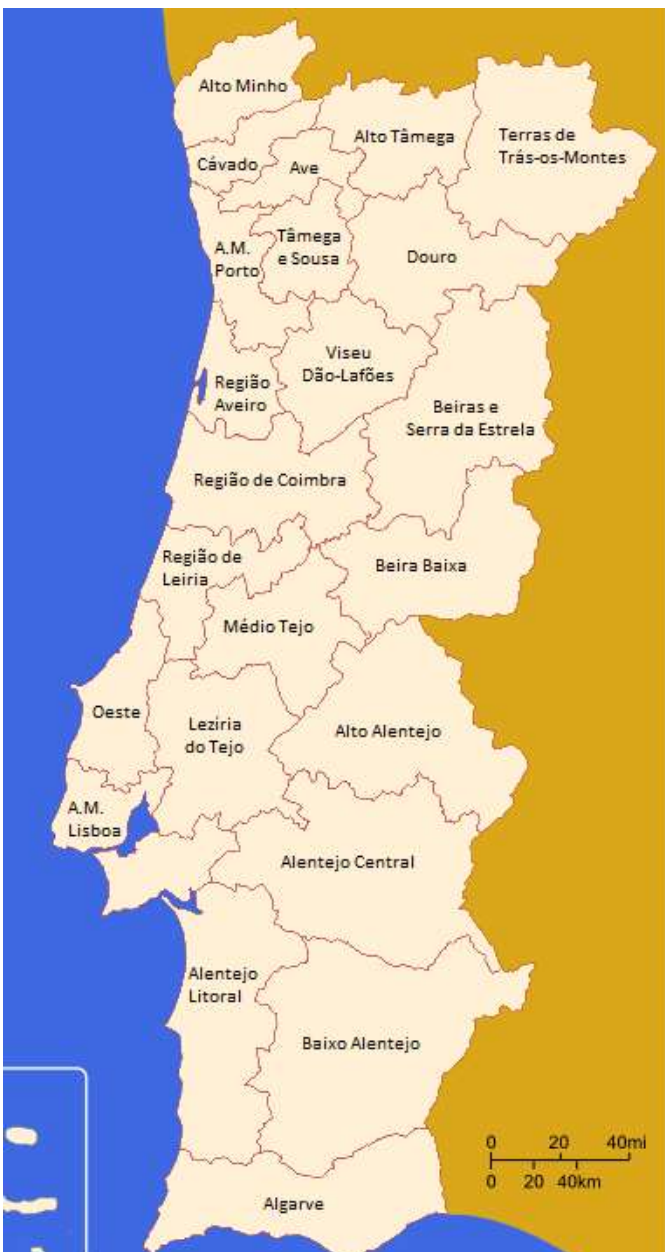 Alto Minho
Alto Tâmega
Terras de
Trás-os-Montes
Cávado
Ave
Tâmega
e Sousa
A.M.
Porto
Douro
Viseu
Dão-Lafões
Região
Aveiro
Beiras e
Serra da Estrela
Região de Coimbra
Região de
Leiria
Beira Baixa
Médio Tejo
Oeste
Leziria
do Tejo
Alto Alentejo
A.M.
Lisboa
Alentejo Central
Alentejo
Litoral
Baixo Alentejo
0 20 40mi
0 20 40km
Algarve